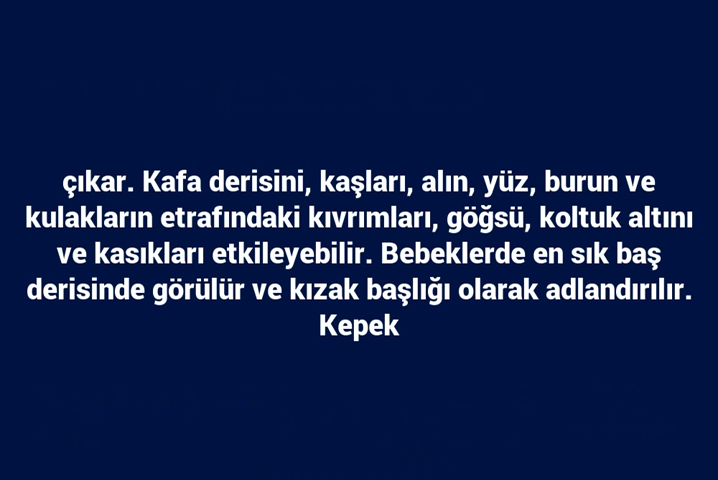 çıkar. Kafa derisini, kaşları, alın, yüz, burun ve
kulakların etrafındaki kıvrımları, göğsü, koltuk altını
ve kasıkları etkileyebilir. Bebeklerde en sık baş
derisinde görülür ve kızak başlığı olarak adlandırılır.
Kepek